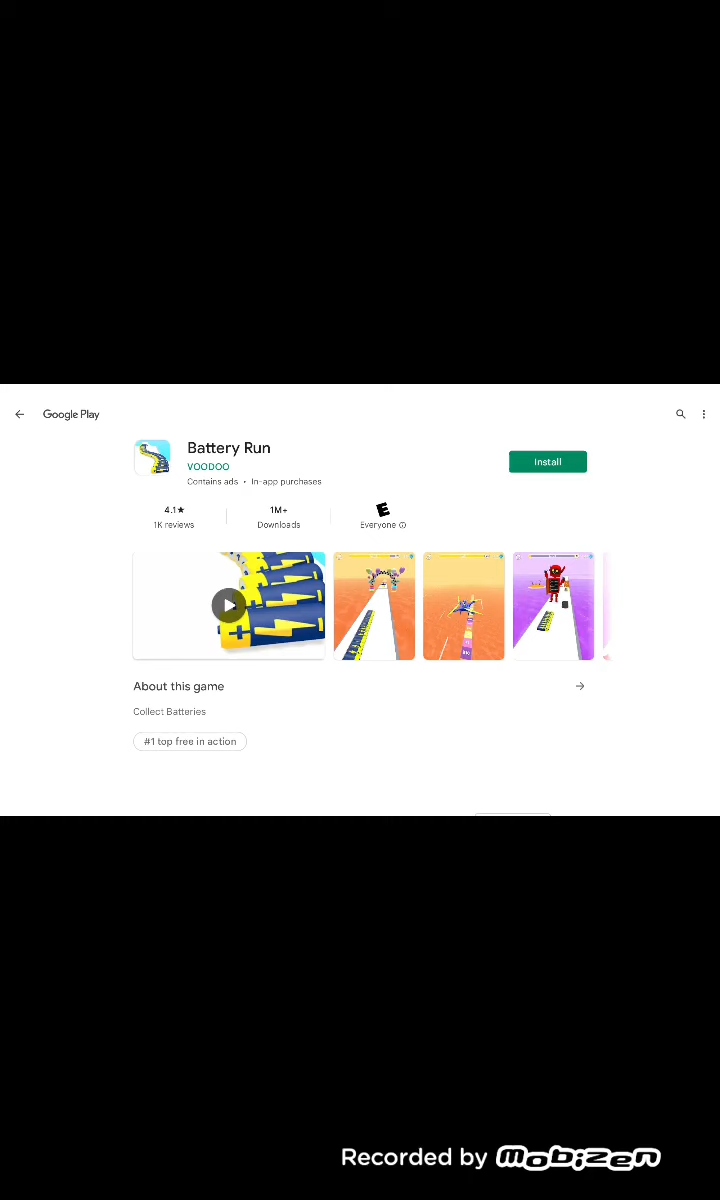 Google Play
Battery Run
VOODOO
Contains ads • In-app purchases
Install
4.1★
1K reviews
1M+
Downloads
E
Everyone
About this game
Collect Batteries
#1 top free in action
Recorded by mobizen